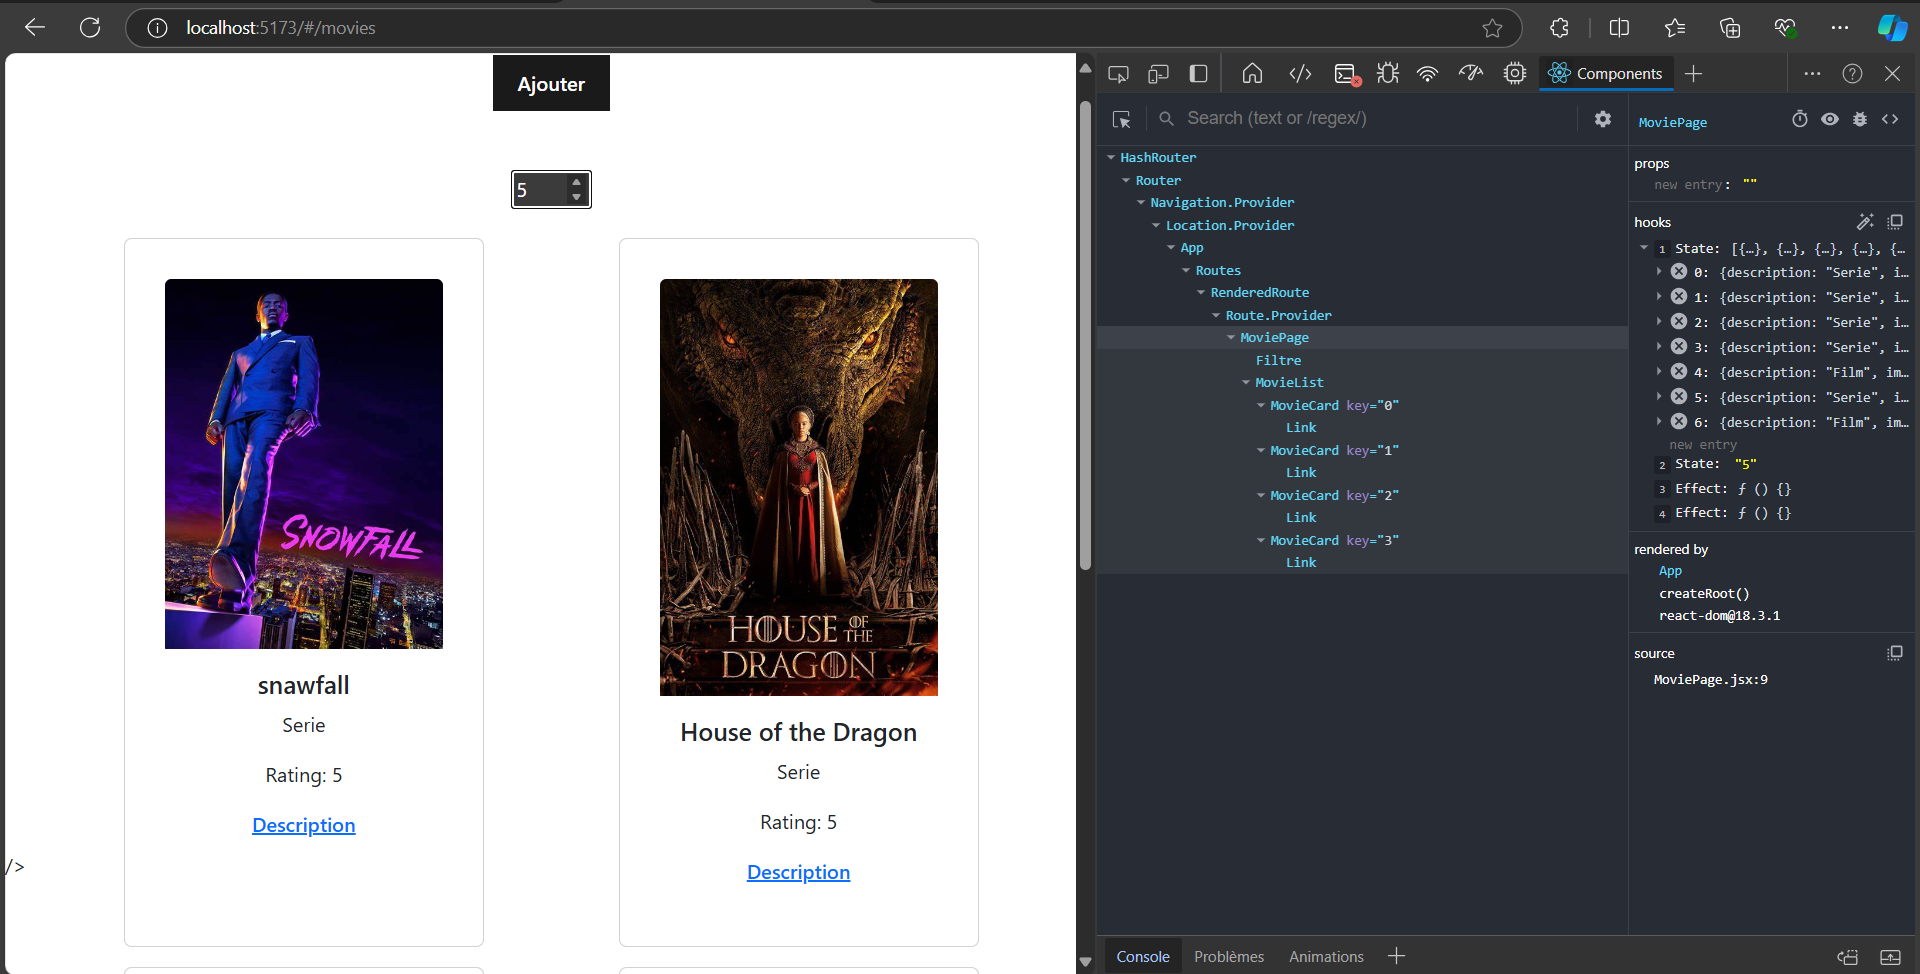 localhost:5173/#/movies
Ajouter
5
SNOWFALL
snawfall
Serie
Rating: 5
Description
HOUSE OF THE
DRAGON
House of the Dragon
Serie
Rating: 5
Description
/>
Components
Search (text or /regex/)
HashRouter
Router
Navigation.Provider
Location.Provider
App
Routes
RenderedRoute
Route.Provider
MoviePage
Filtre
MovieList
MovieCard key="0"
Link
MovieCard key="1"
Link
MovieCard key="2"
Link
MovieCard key="3"
Link
MoviePage
props
new entry: ""
hooks
1 State: [{…}, {…}, {…}, {…}, {…
0: {description: "Serie", i…
1: {description: "Serie", i…
2: {description: "Serie", i…
3: {description: "Serie", i…
4: {description: "Film", im…
5: {description: "Serie", i…
6: {description: "Film", im…
new entry
2 State: "5"
3 Effect: ƒ () {}
4 Effect: ƒ () {}
rendered by
App
createRoot()
react-dom@18.3.1
source
MoviePage.jsx:9
Console Problèmes Animations